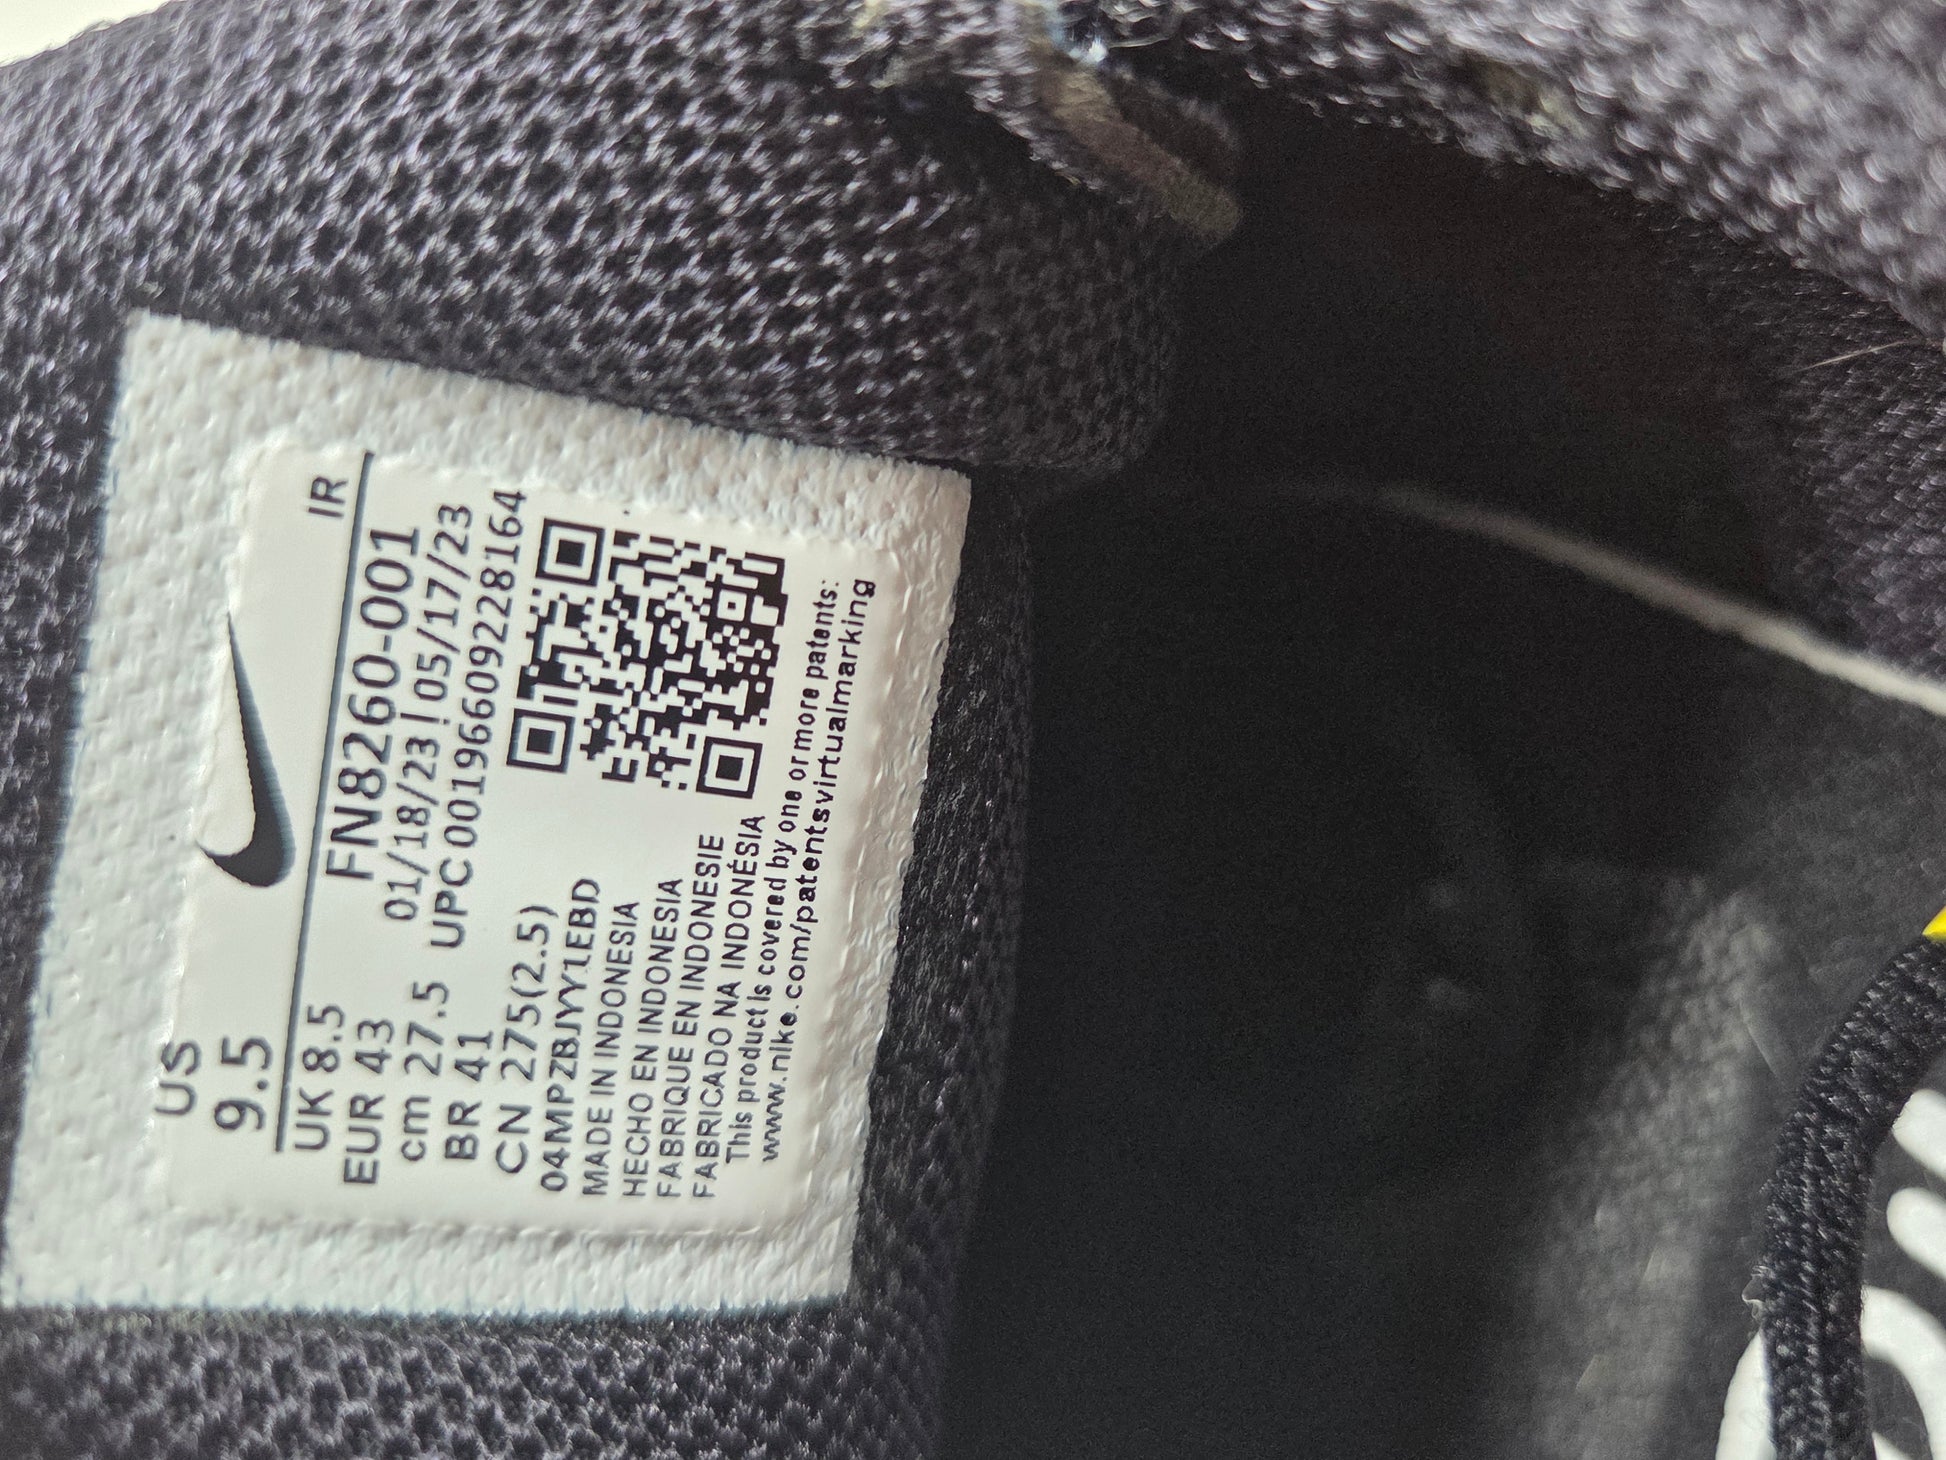 US
9.5
IR
UK 8.5
FN8260-001
EUR 43
01/18/23|05/17/23
cm 27.5
UPC00196609228164
BR 41
CN 275(2.5)
04MPZBJYY1EBD
MADE IN INDONESIA
HECHO EN INDONESIA
FABRIQUE EN INDONESIE
FABRICADO NA INDONÉSIA
This product is covered by one or more patents:
www.nike.com/patentsvirtualmarking